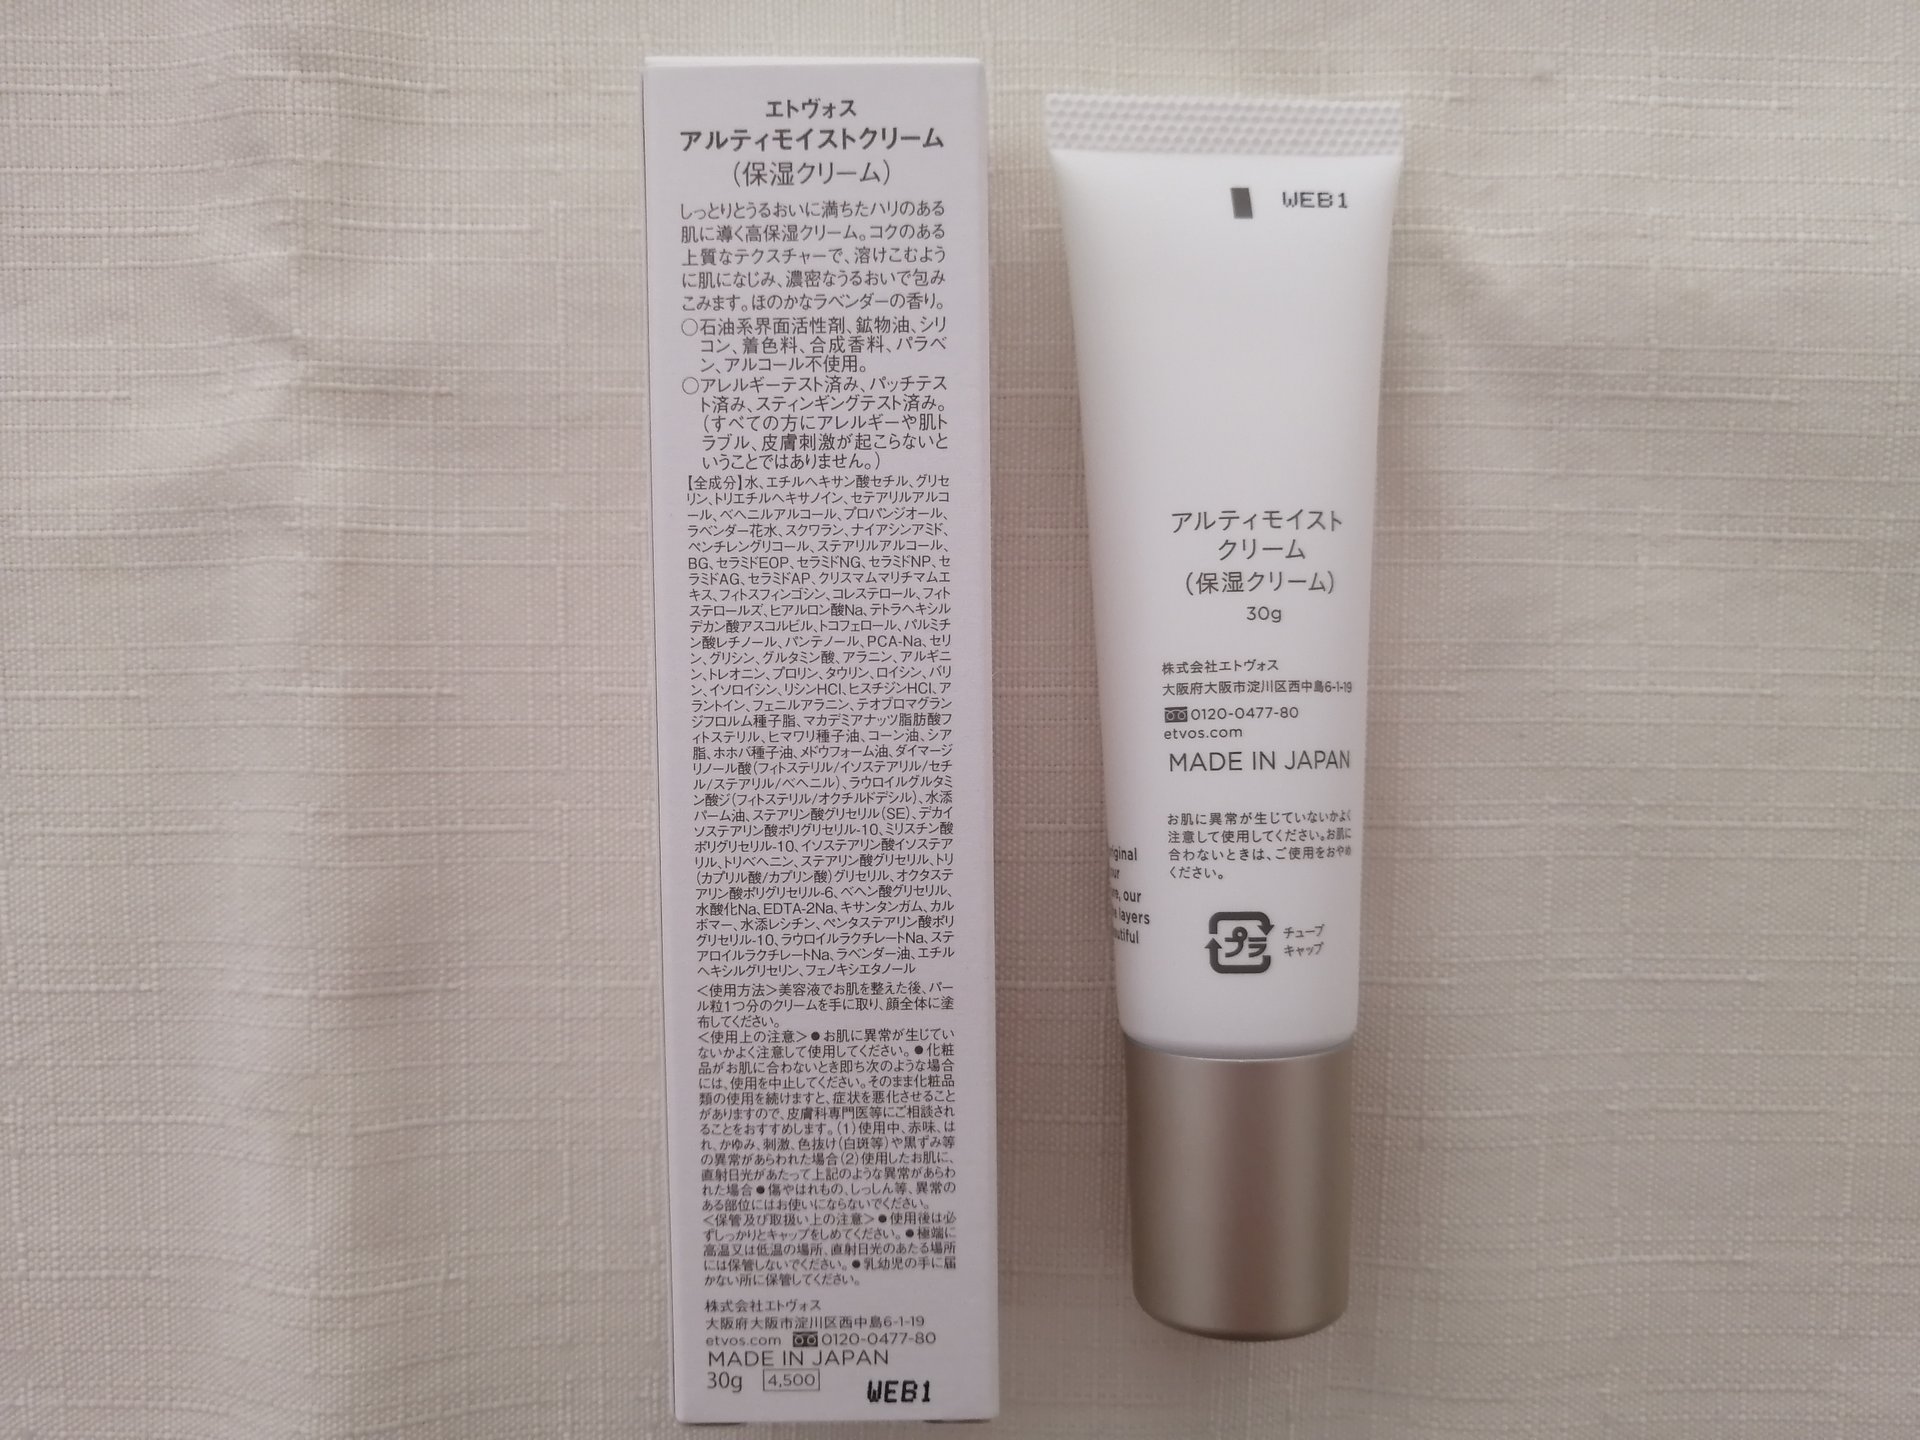 エトヴォス
アルティモイストクリーム
（保湿クリーム）
しっとりとうるおいに満ちたハリのある
肌に導く高保湿クリーム。コクのある
上質なテクスチャーで、溶けこむよう
に肌になじみ、濃密なうるおいで包み
こみます。ほのかなラベンダーの香り。
○石油系界面活性剤、鉱物油、シリ
コン、着色料、合成香料、パラベ
ン、アルコール不使用。
○アレルギーテスト済み、パッチテス
ト済み、スティンギングテスト済み。
（すべての方にアレルギーや肌ト
ラブル、皮膚刺激が起こらないと
いうことではありません。）
【全成分】水、エチルヘキサン酸セチル、グリセ
リン、トリエチルヘキサノイン、セテアリルアルコ
ール、ベヘニルアルコール、プロパンジオール、
ラベンダー花水、スクワラン、ナイアシンアミド、
ペンチレングリコール、ステアリルアルコール、
BG、セラミドEOP、セラミドNG、セラミドNP、セ
ラミドAG、セラミドAP、クリスマムマリチマムエ
キス、フィトスフィンゴシン、コレステロール、フィト
ステロールズ、ヒアルロン酸Na、テトラヘキシル
デカン酸アスコルビル、トコフェロール、パルミチ
ン酸レチノール、パンテノール、PCA-Na、セリ
ン、グリシン、グルタミン酸、アラニン、アルギニ
ン、トレオニン、プロリン、タウリン、ロイシン、バリ
ン、イソロイシン、リシンHCl、ヒスチジンHCl、ア
ラントイン、フェニルアラニン、テオブロマグラン
ジフロルム種子脂、マカデミアナッツ脂肪酸フ
ィトステリル、ヒマワリ種子油、コーン油、シア
脂、ホホバ種子油、メドウフォーム油、ダイマージ
リノール酸（フィトステリル/イソステアリル/セチ
ル/ステアリル/ベヘニル）、ラウロイルグルタミ
ン酸ジ（フィトステリル/オクチルドデシル）、水添
パーム油、ステアリン酸グリセリル（SE）、デカイ
ソステアリン酸ポリグリセリル-10、ミリスチン酸
ポリグリセリル-10、イソステアリン酸イソステア
リル、トリベヘニン、ステアリン酸グリセリル、トリ
（カプリル酸/カプリン酸）グリセリル、オクタステ
アリン酸ポリグリセリル-6、ベヘン酸グリセリル、
水酸化Na、EDTA-2Na、キサンタンガム、カル
ボマー、水添レシチン、ペンタステアリン酸ポリ
グリセリル-10、ラウロイルラクチレートNa、ステ
アロイルラクチレートNa、ラベンダー油、エチル
ヘキシルグリセリン、フェノキシエタノール
＜使用方法＞美容液でお肌を整えた後、パー
ル粒1つ分のクリームを手に取り、顔全体に塗
布してください。
＜使用上の注意＞●お肌に異常が生じてい
ないかよく注意して使用してください。●化粧
品がお肌に合わないとき即ち次のような場合
には、使用を中止してください。そのまま化粧品
類の使用を続けますと、症状を悪化させること
がありますので、皮膚科専門医等にご相談され
ることをおすすめします。（1）使用中、赤味、は
れ、かゆみ、刺激、色抜け（白斑等）や黒ずみ等
の異常があらわれた場合（2）使用したお肌に、
直射日光があたって上記のような異常があらわ
れた場合●傷やはれもの、しっしん等、異常の
ある部位にはお使いにならないでください。
＜保管及び取扱い上の注意＞●使用後は必
ずしっかりとキャップをしめてください。●極端に
高温又は低温の場所、直射日光のあたる場所
には保管しないでください。●乳幼児の手に届
かない所に保管してください。
株式会社エトヴォス
大阪府大阪市淀川区西中島6-1-19
etvos.com 0120-0477-80
MADE IN JAPAN
30g 4,500
WEB1
WEB1
アルティモイスト
クリーム
（保湿クリーム）
30g
株式会社エトヴォス
大阪府大阪市淀川区西中島6-1-19
0120-0477-80
etvos.com
MADE IN JAPAN
お肌に異常が生じていないかよく
注意して使用してください。お肌に
合わないときは、ご使用をおやめ
ください。
プラ
チューブ
キャップ
our
layers